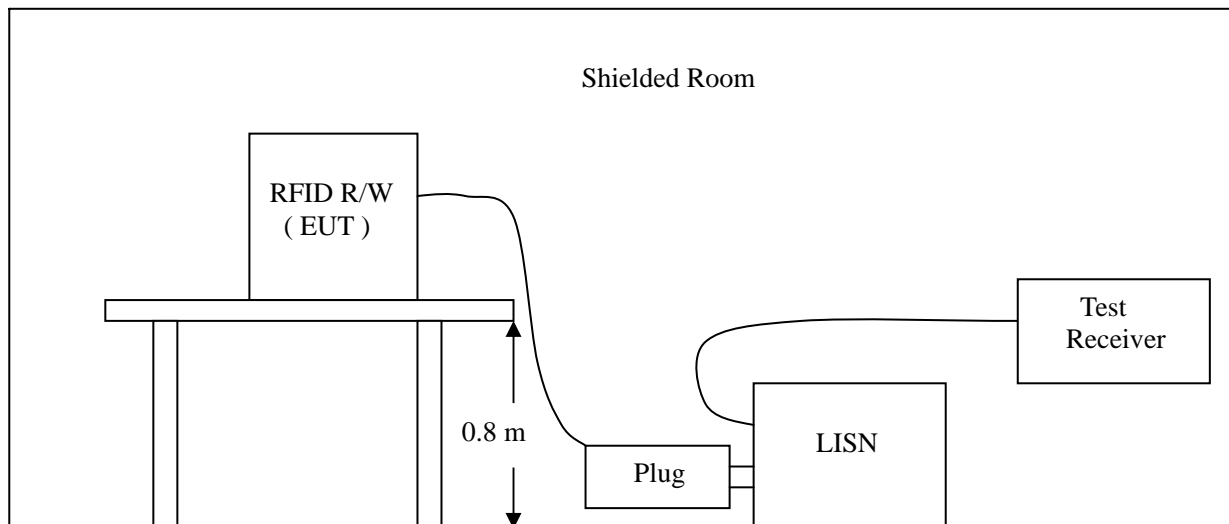 Shielded Room
RFID R/W
( EUT )
Test
Receiver
0.8 m
LISN
Plug